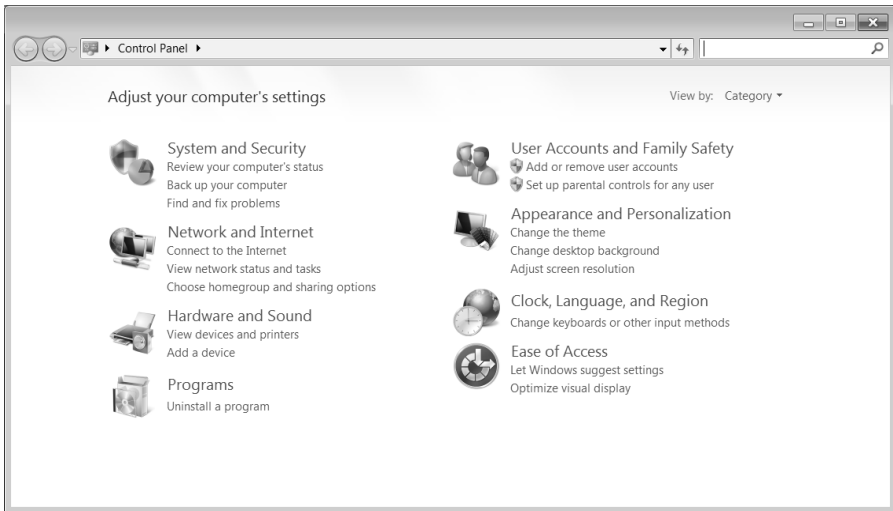 Control Panel
Adjust your computer's settings
View by: Category
System and Security
Review your computer's status
Back up your computer
Find and fix problems
Network and Internet
Connect to the Internet
View network status and tasks
Choose homegroup and sharing options
Hardware and Sound
View devices and printers
Add a device
Programs
Uninstall a program
User Accounts and Family Safety
Add or remove user accounts
Set up parental controls for any user
Appearance and Personalization
Change the theme
Change desktop background
Adjust screen resolution
Clock, Language, and Region
Change keyboards or other input methods
Ease of Access
Let Windows suggest settings
Optimize visual display